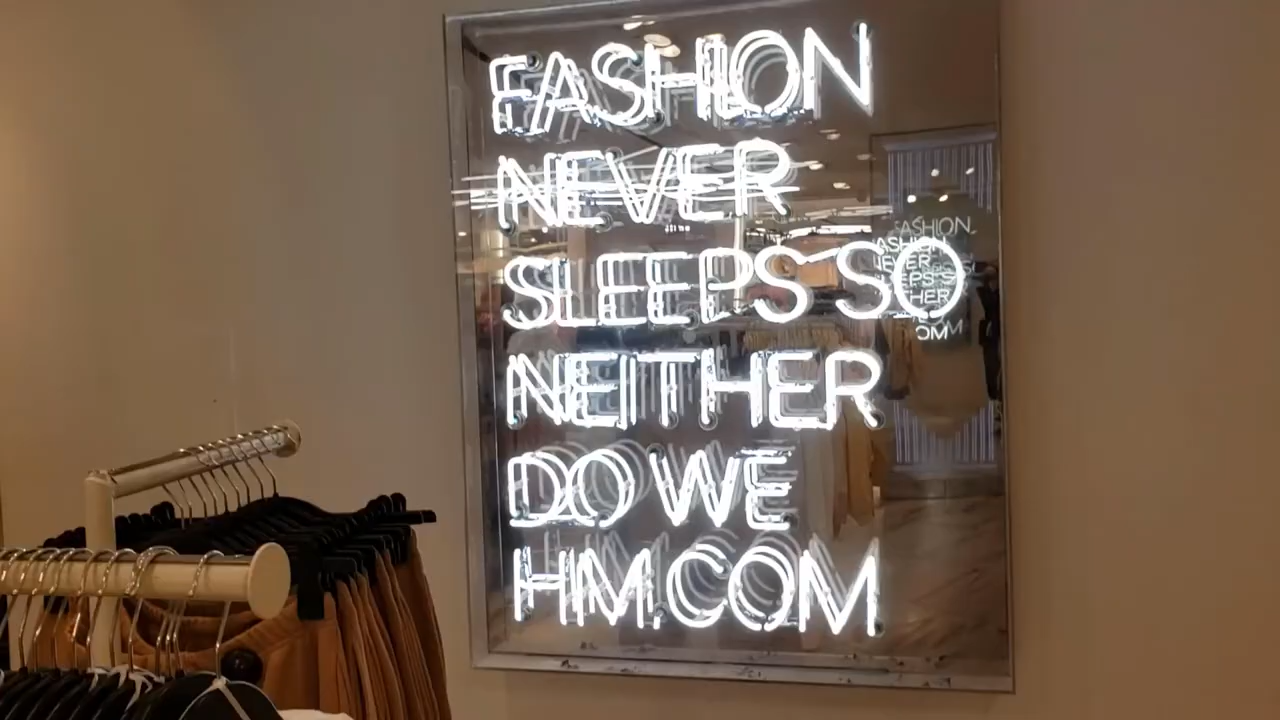 FASHION
NEVER
SLEEPS SO
NEITHER
DO WE
HM.COM